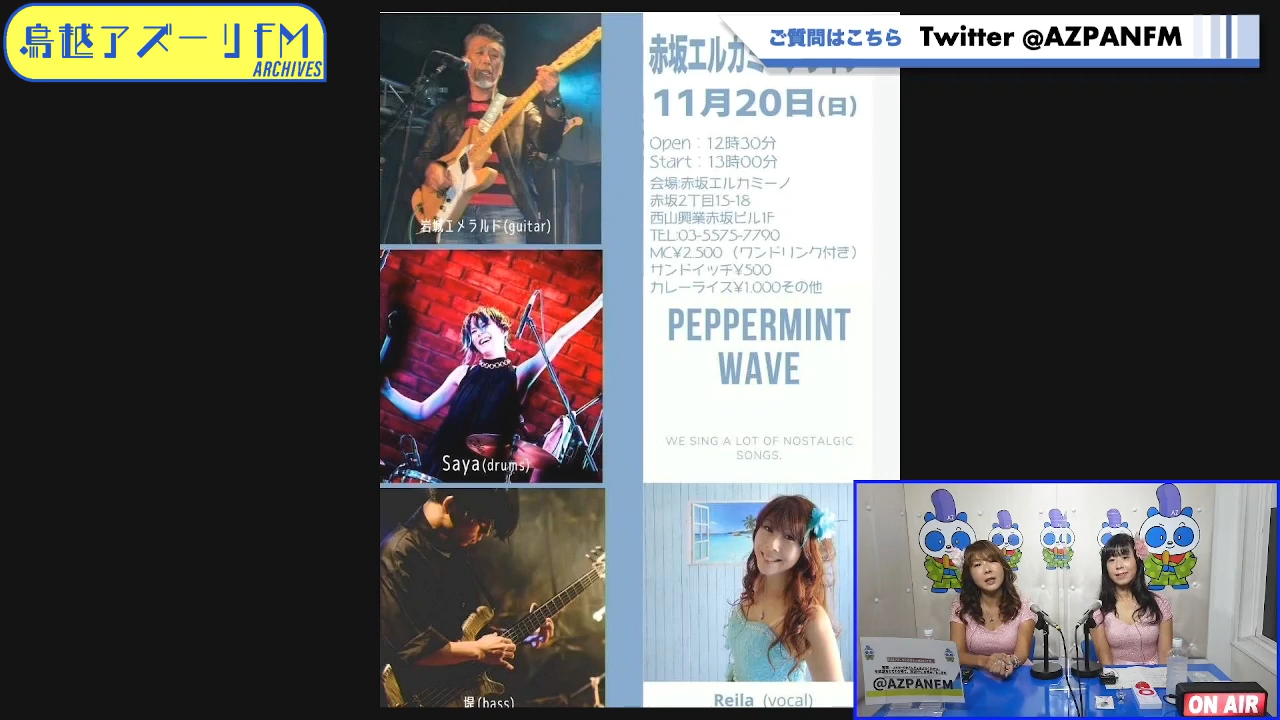 鳥越アズーリFM
ARCHIVES
ご質問はこちら Twitter @AZPANFM
赤坂エルカミ
11月20日(日)
Open：12時30分
Start：13時00分
会場:赤坂エルカミーノ
赤坂2丁目15-18
西山興業赤坂ビル1F
TEL:03-5575-7790
MC¥2.500（ワンドリンク付き）
サンドイッチ¥500
カレーライス¥1.000その他
PEPPERMINT
WAVE
WE SING A LOT OF NOSTALGIC
SONGS.
岩城エメラルド(guitar)
Saya(drums)
堤(bass)
Reila (vocal)
@AZPANFM
ON AIR